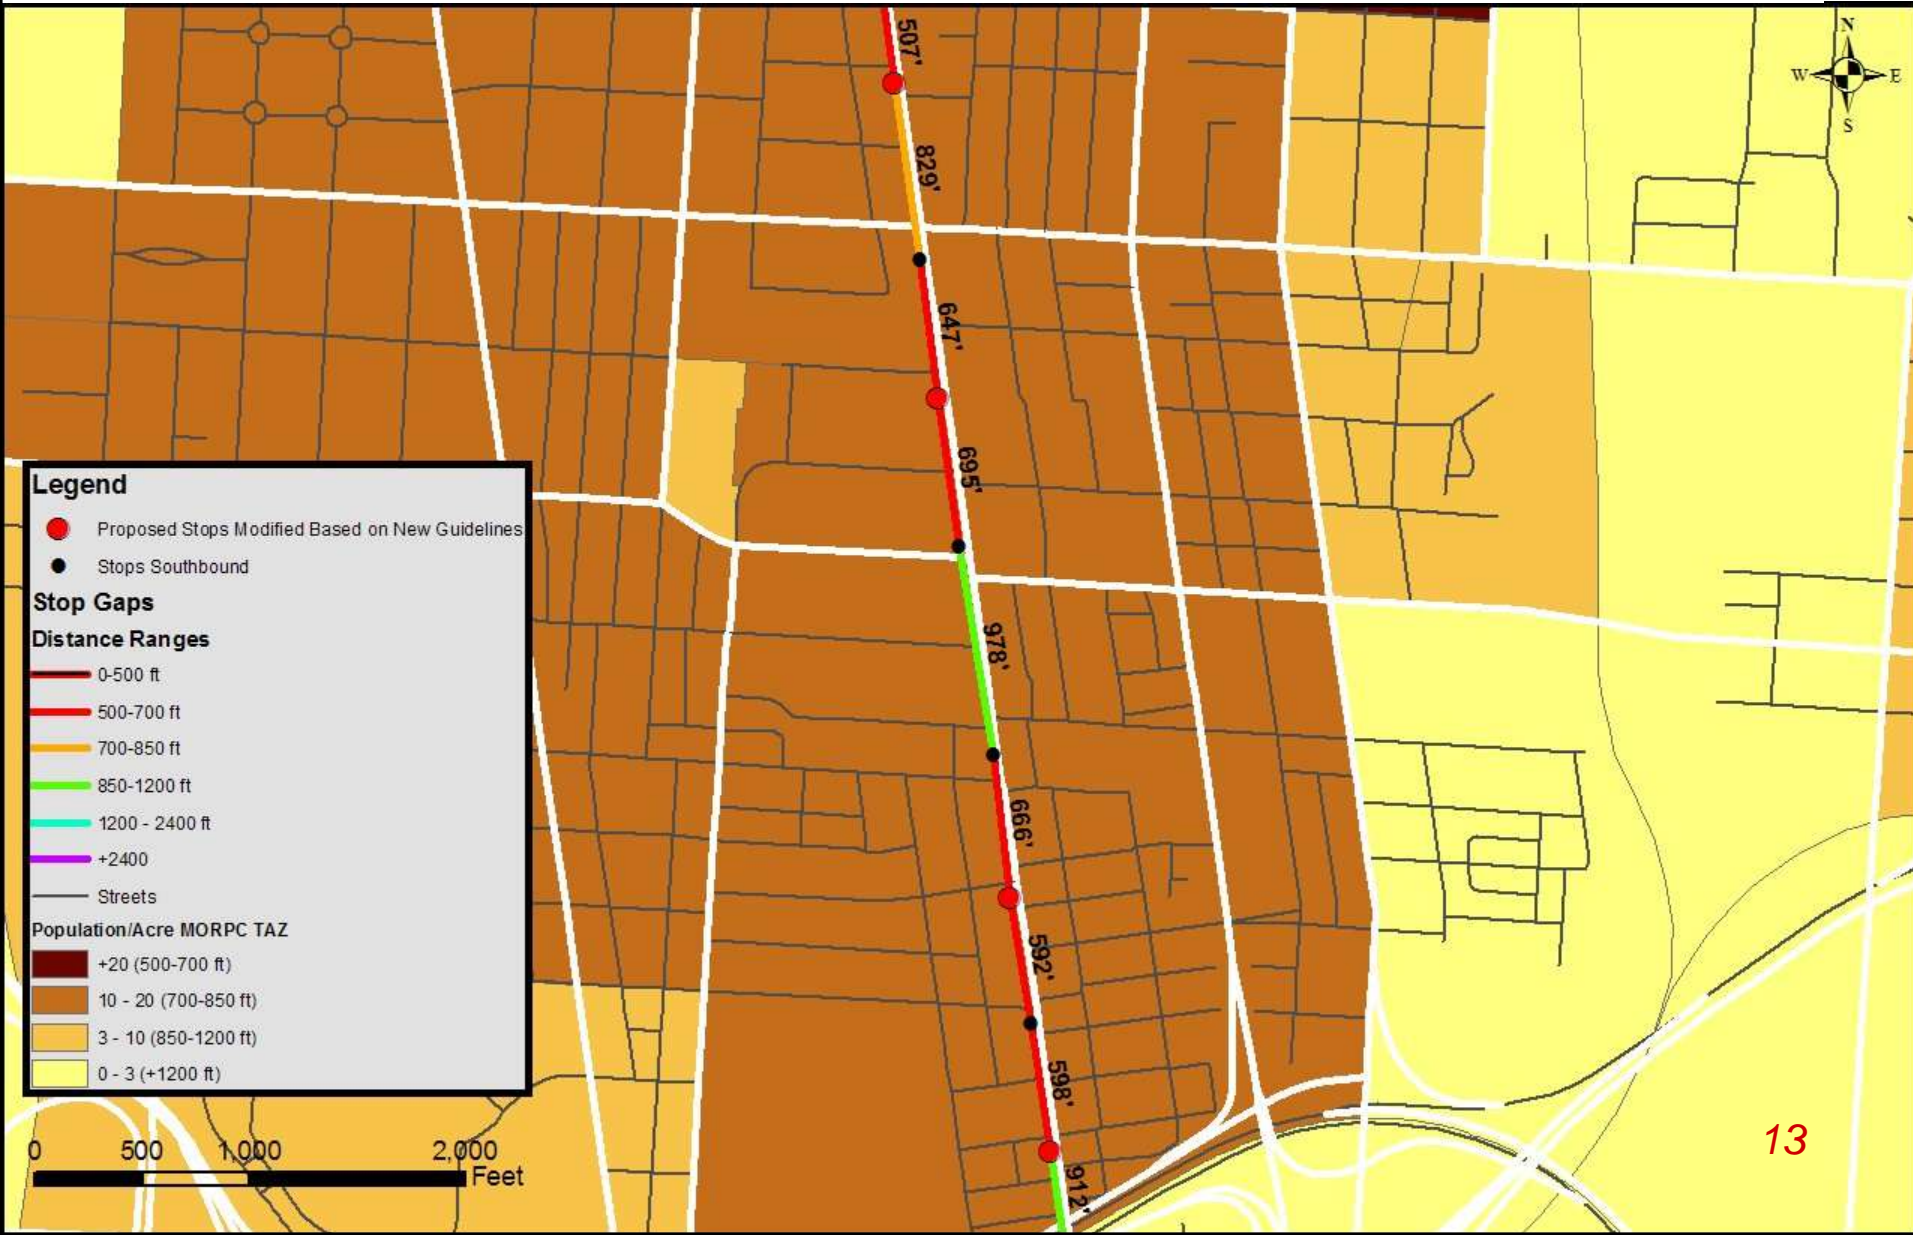 507'
N
W E
S
829'
647'
695'
978'
666'
592'
598'
912'
Legend
Proposed Stops Modified Based on New Guidelines
Stops Southbound
Stop Gaps
Distance Ranges
0-500 ft
500-700 ft
700-850 ft
850-1200 ft
1200 - 2400 ft
+2400
Streets
Population/Acre MORPC TAZ
+20 (500-700 ft)
10 - 20 (700-850 ft)
3 - 10 (850-1200 ft)
0 - 3 (+1200 ft)
0 500 1,000 2,000
Feet
13